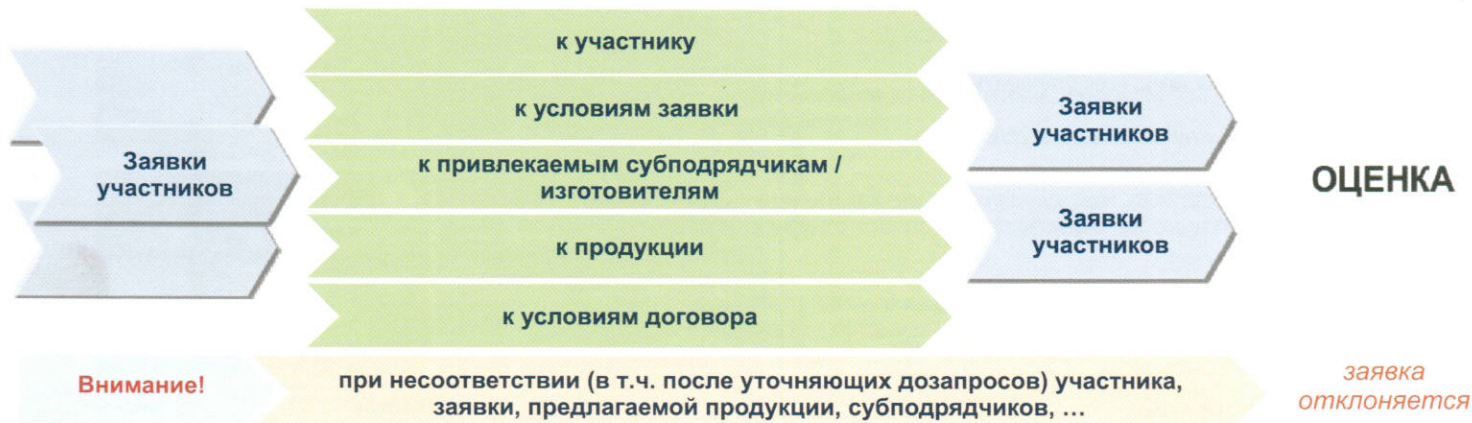 Заявки
участников
к участнику
к условиям заявки
к привлекаемым субподрядчикам /
изготовителям
к продукции
к условиям договора
Заявки
участников
Заявки
участников
ОЦЕНКА
Внимание!
при несоответствии (в т.ч. после уточняющих дозапросов) участника,
заявки, предлагаемой продукции, субподрядчиков, ...
заявка
отклоняется